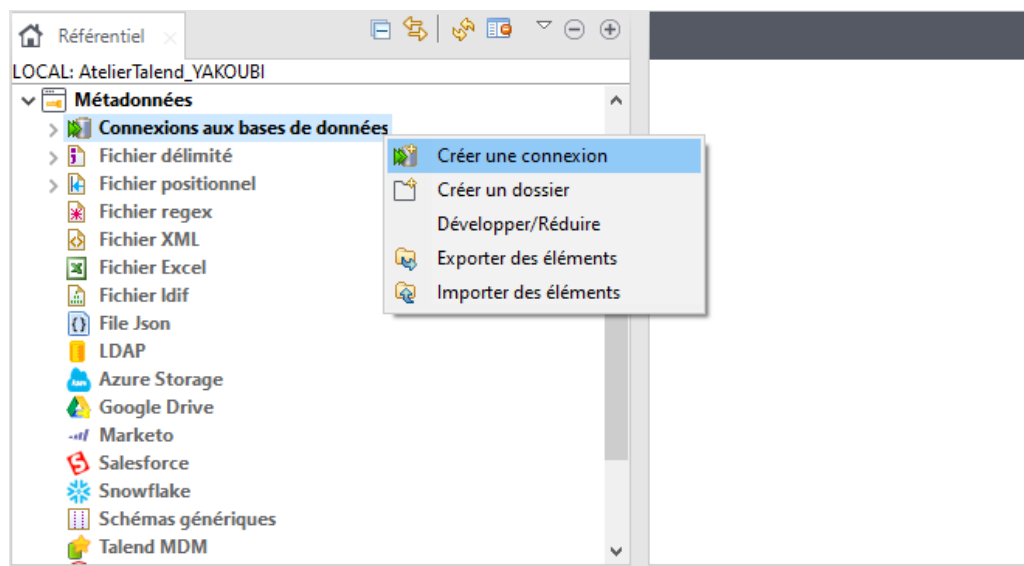 Référentiel
LOCAL: AtelierTalend_YAKOUBI
Métadonnées
Connexions aux bases de données
Fichier délimité
Fichier positionnel
Fichier regex
Fichier XML
Fichier Excel
Fichier ldif
File Json
LDAP
Azure Storage
Google Drive
Marketo
Salesforce
Snowflake
Schémas génériques
Talend MDM
Créer une connexion
Créer un dossier
Développer/Réduire
Exporter des éléments
Importer des éléments